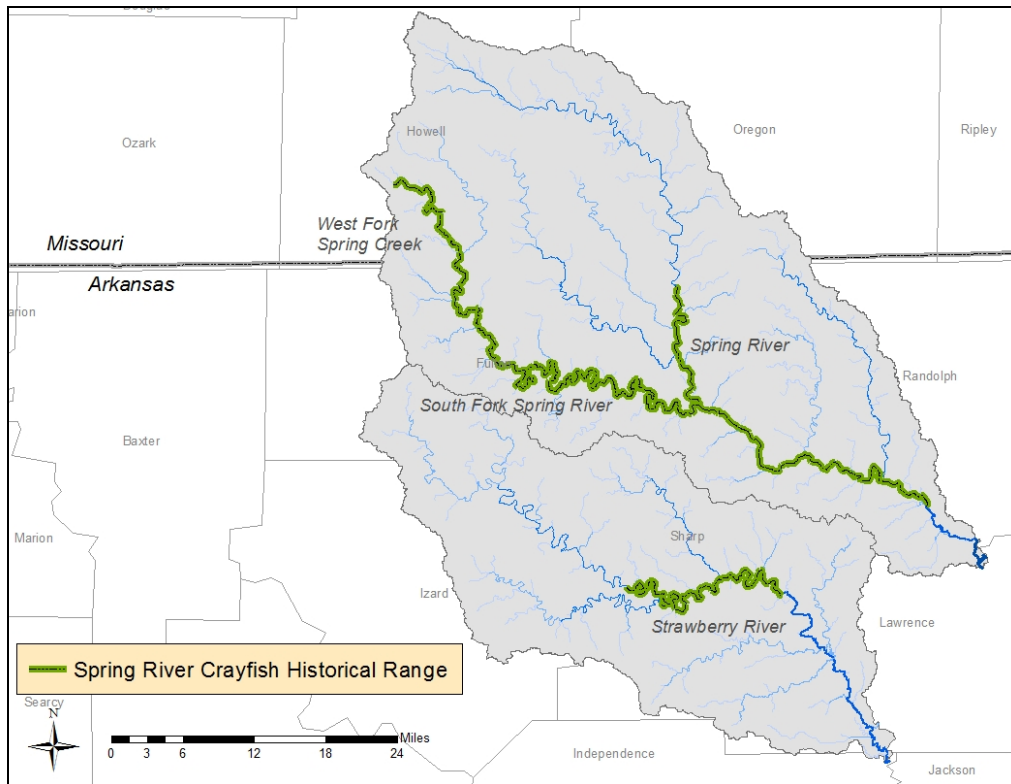 Howell
Oregon
Ripley
Ozark
West Fork
Spring Creek
Missouri
Arkansas
Spring River
Randolph
South Fork Spring River
Baxter
Marion
Sharp
Izard
Strawberry River
Lawrence
Spring River Crayfish Historical Range
Searcy
N
0 3 6 12 18 24 Miles
Independence
Jackson